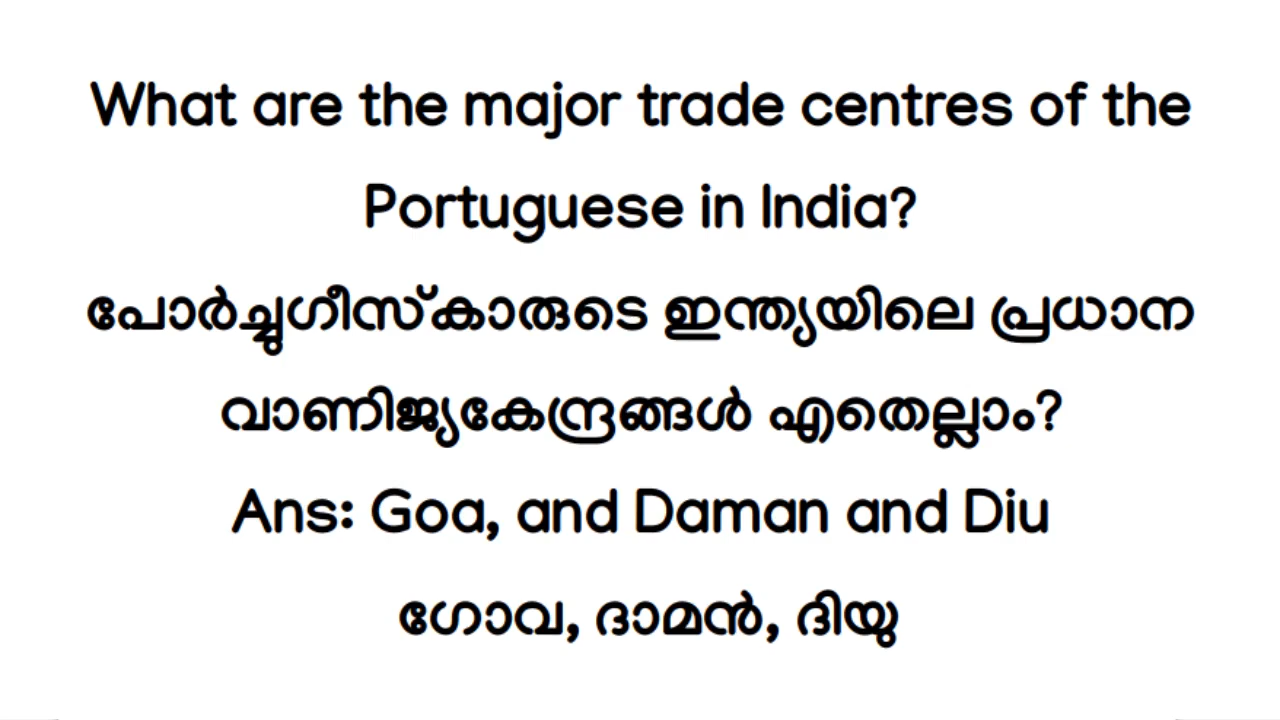 What are the major trade centres of the
Portuguese in India?
പോർച്ചുഗീസ്കാരുടെ ഇന്ത്യയിലെ പ്രധാന
വാണിജ്യകേന്ദ്രങ്ങൾ എതെല്ലാം?
Ans: Goa, and Daman and Diu
ഗോവ, ദാമൻ, ദിയു